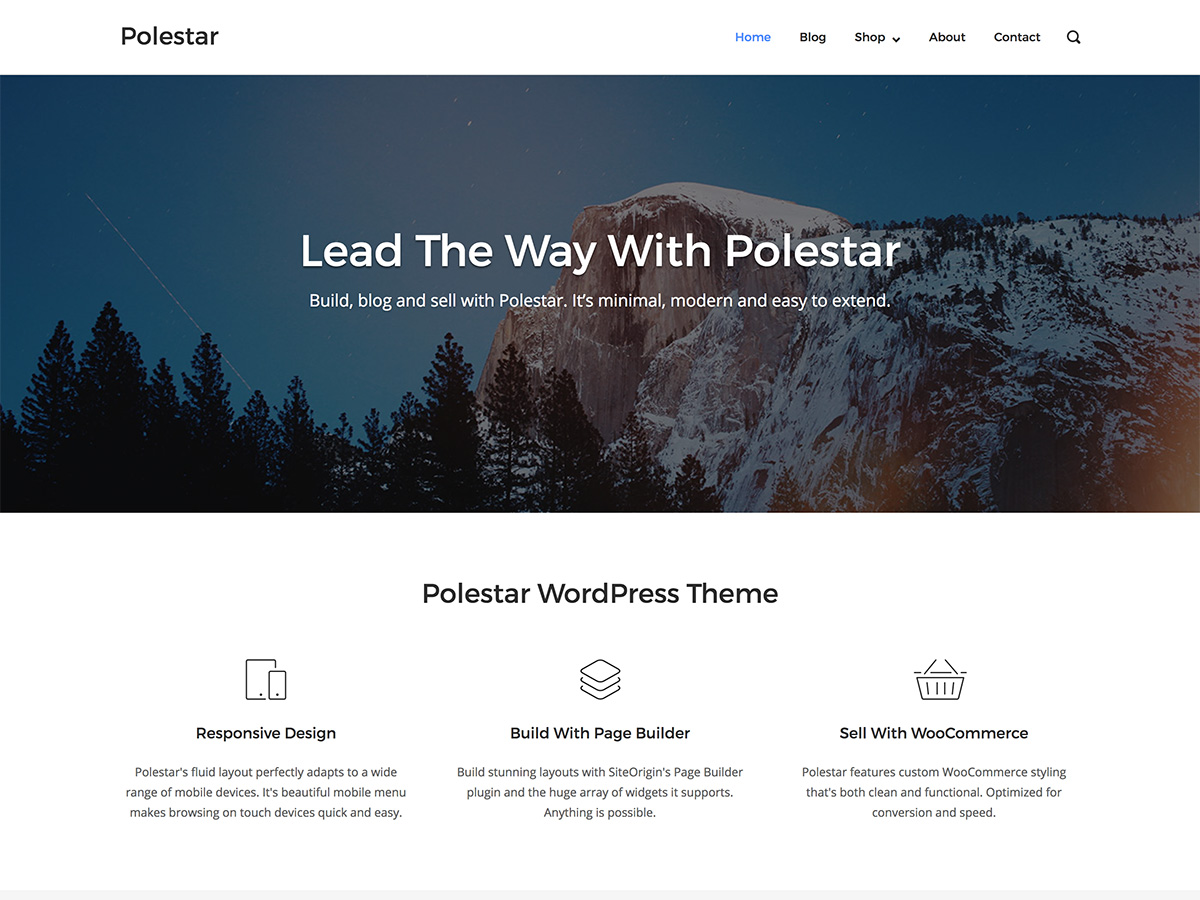 Polestar
Home Blog Shop About Contact
Lead The Way With Polestar
Build, blog and sell with Polestar. It’s minimal, modern and easy to extend.
Polestar WordPress Theme
Responsive Design
Polestar's fluid layout perfectly adapts to a wide
range of mobile devices. It's beautiful mobile menu
makes browsing on touch devices quick and easy.
Build With Page Builder
Build stunning layouts with SiteOrigin's Page Builder
plugin and the huge array of widgets it supports.
Anything is possible.
Sell With WooCommerce
Polestar features custom WooCommerce styling
that's both clean and functional. Optimized for
conversion and speed.